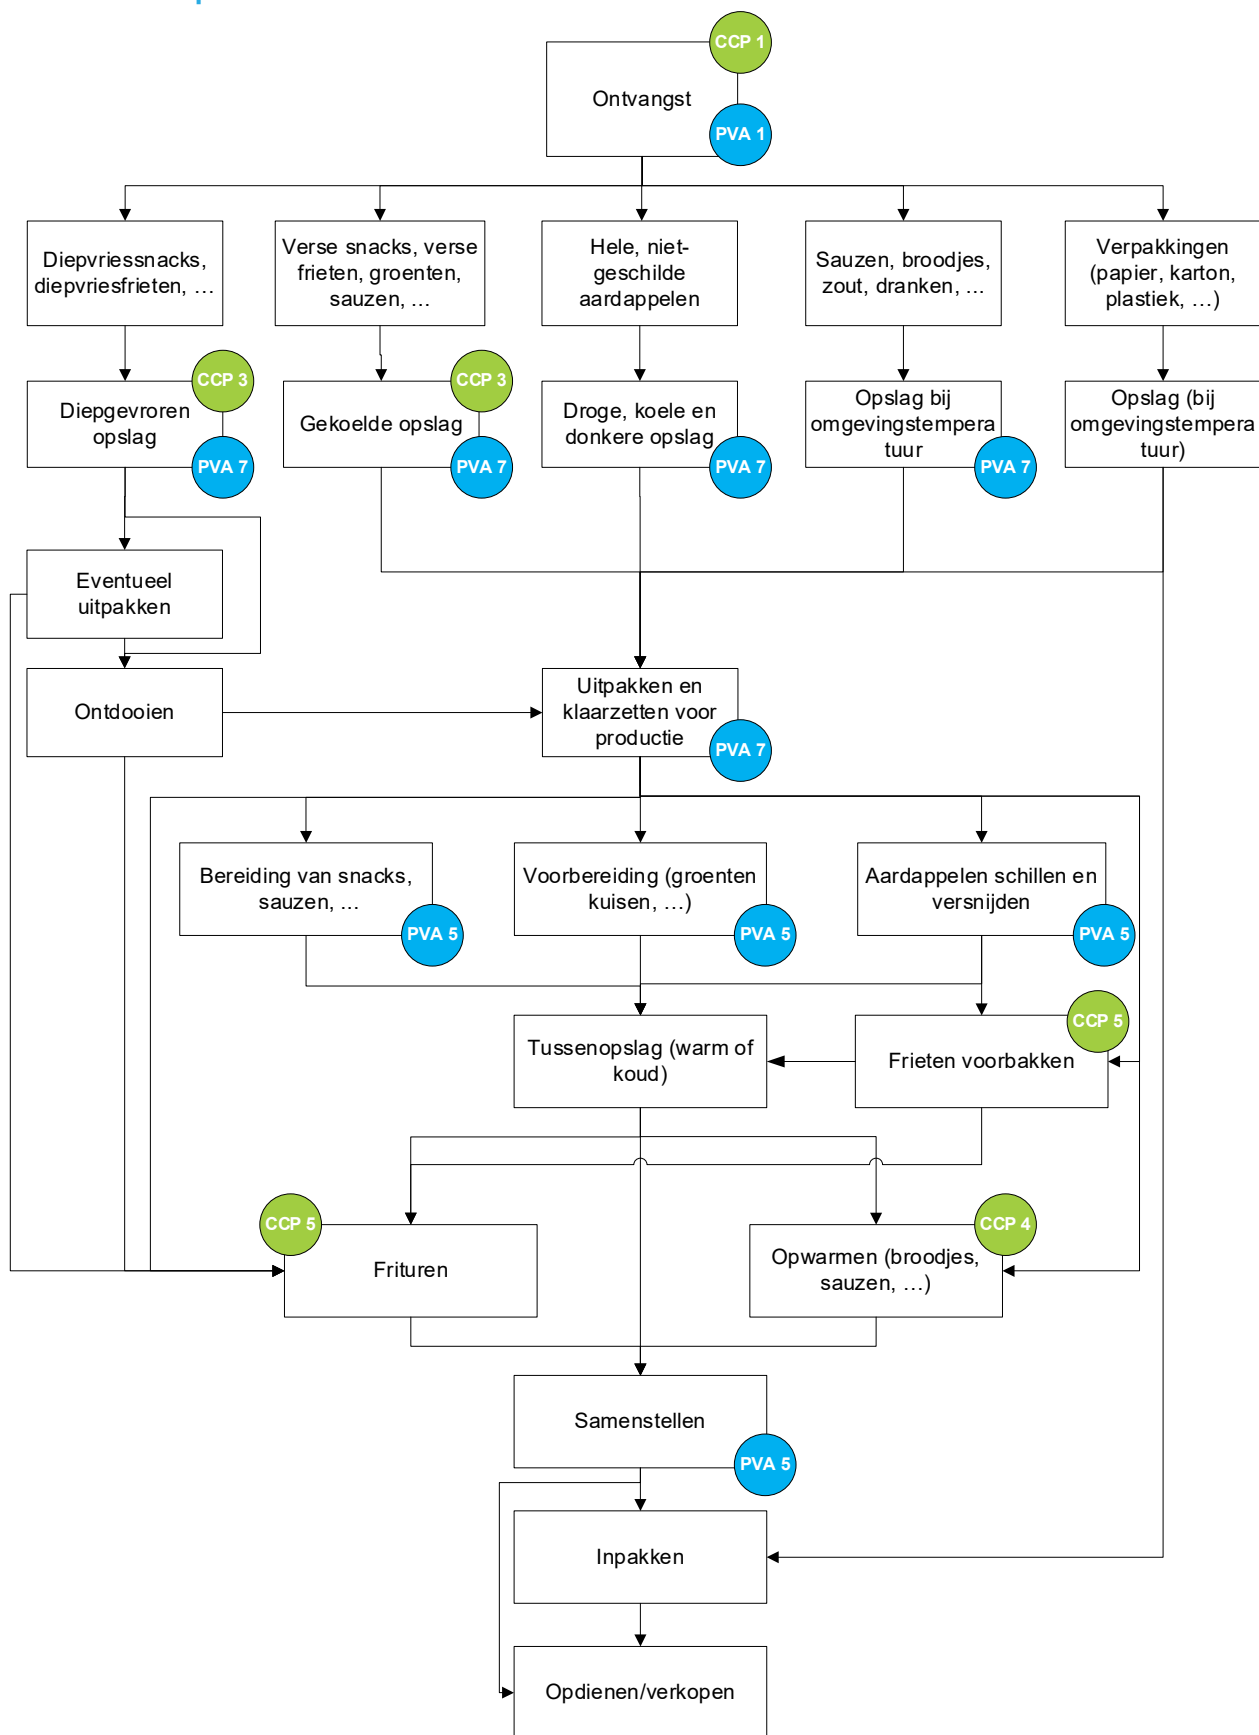 CCP 1
Ontvangst
PVA 1
Diepvriessnacks,
diepvriesfrieten, …
Verse snacks, verse
frieten, groenten,
sauzen, …
Hele, niet-
geschilde
aardappelen
Sauzen, broodjes,
zout, dranken, …
Verpakkingen
(papier, karton,
plastiek, …)
CCP 3
Diepgevroren
opslag
PVA 7
CCP 3
Gekoelde opslag
PVA 7
Droge, koele en
donkere opslag
PVA 7
Opslag bij
omgevingstempera
tuur
PVA 7
Opslag (bij
omgevingstempera
tuur)
Eventueel
uitpakken
Ontdooien
Uitpakken en
klaarzetten voor
productie
PVA 7
Bereiding van snacks,
sauzen, …
PVA 5
Voorbereiding (groenten
kuisen, …)
PVA 5
Aardappelen schillen en
versnijden
PVA 5
Tussenopslag (warm of
koud)
CCP 5
Frieten voorbakken
CCP 5
Frituren
CCP 4
Opwarmen (broodjes,
sauzen, …)
Samenstellen
PVA 5
Inpakken
Opdienen/verkopen